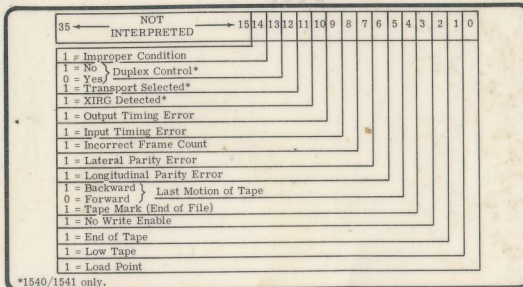 35 ← NOT INTERPRETED → 15 14 13 12 11 10 9 8 7 6 5 4 3 2 1 0
1 = Improper Condition
1 = No
0 = Yes } Duplex Control*
1 = Transport Selected*
1 = XIRG Detected*
1 = Output Timing Error
1 = Input Timing Error
1 = Incorrect Frame Count
1 = Lateral Parity Error
1 = Longitudinal Parity Error
1 = Backward
0 = Forward } Last Motion of Tape
1 = Tape Mark (End of File)
1 = No Write Enable
1 = End of Tape
1 = Low Tape
1 = Load Point
*1540/1541 only.